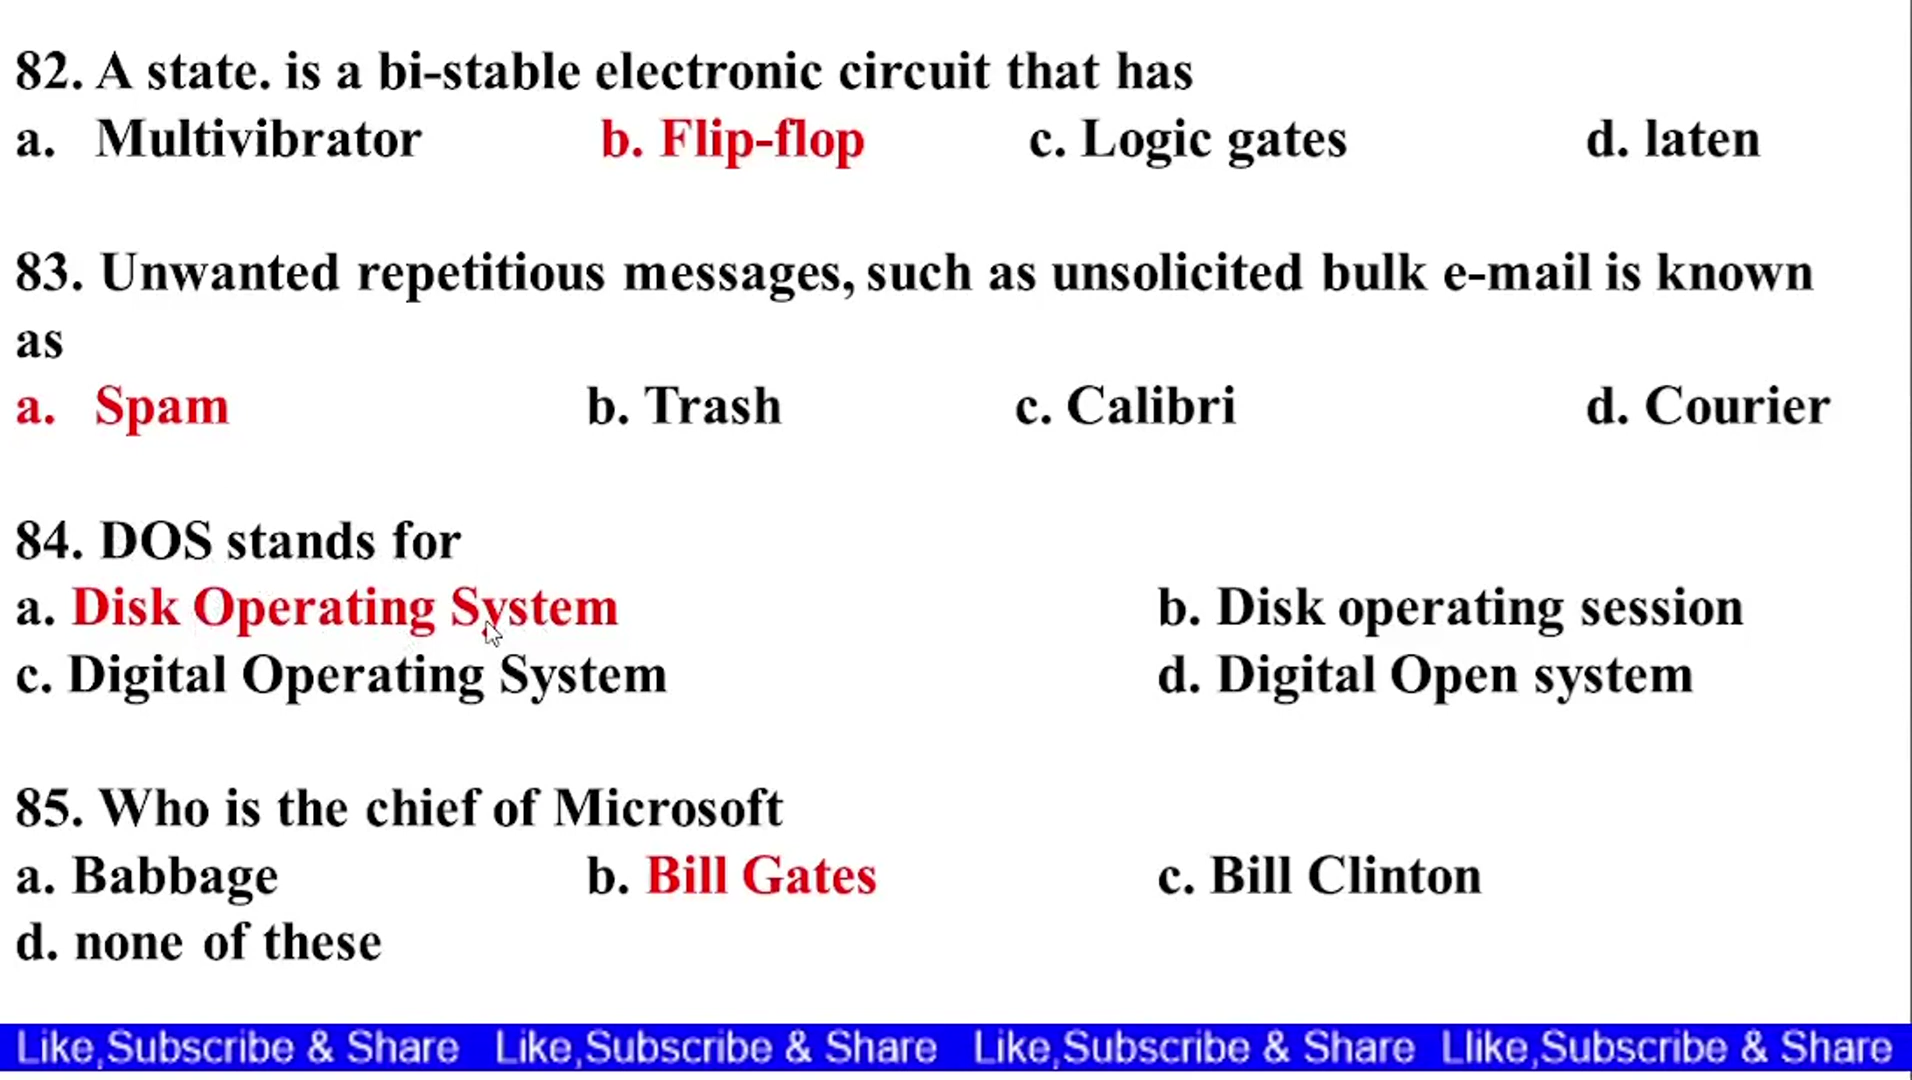 82. A state. is a bi-stable electronic circuit that has
a. Multivibrator b. Flip-flop c. Logic gates d. laten
83. Unwanted repetitious messages, such as unsolicited bulk e-mail is known
as
a. Spam b. Trash c. Calibri d. Courier
84. DOS stands for
a. Disk Operating System b. Disk operating session
c. Digital Operating System d. Digital Open system
85. Who is the chief of Microsoft
a. Babbage b. Bill Gates c. Bill Clinton
d. none of these
Like,Subscribe & Share Like,Subscribe & Share Like,Subscribe & Share Llike,Subscribe & Share